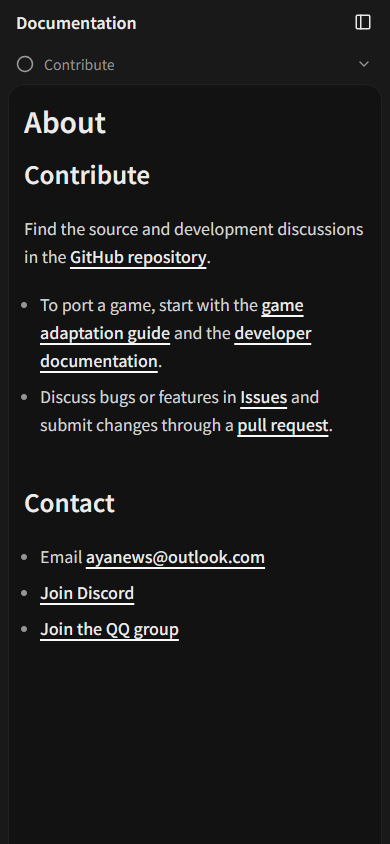 Documentation
Contribute
About
Contribute
Find the source and development discussions
in the GitHub repository.
To port a game, start with the game
adaptation guide and the developer
documentation.
Discuss bugs or features in Issues and
submit changes through a pull request.
Contact
Email ayanews@outlook.com
Join Discord
Join the QQ group